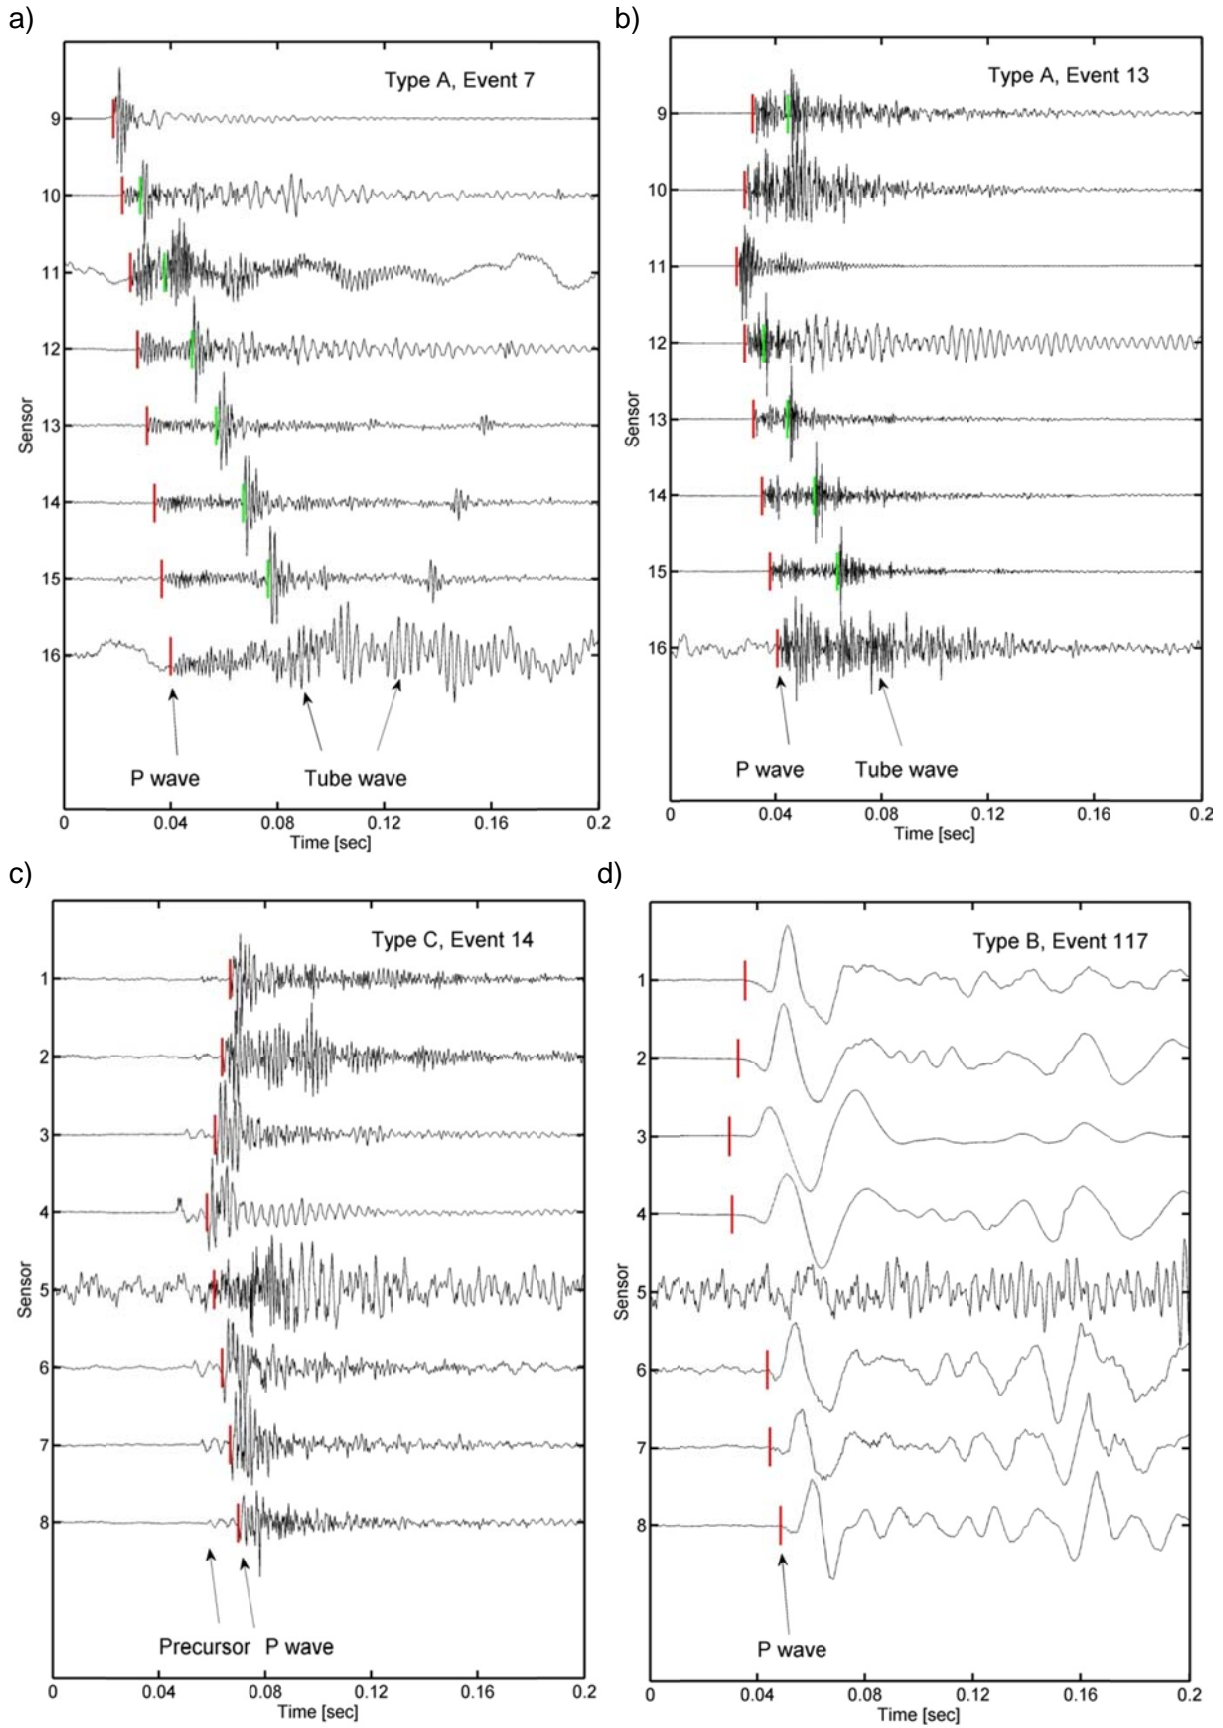 a)
Type A, Event 7
9
10
11
12
13
14
15
16
Sensor
P wave
Tube wave
0
0.04
0.08
0.12
0.16
0.2
Time [sec]
b)
Type A, Event 13
9
10
11
12
13
14
15
16
Sensor
P wave
Tube wave
0
0.04
0.08
0.12
0.16
0.2
Time [sec]
c)
Type C, Event 14
1
2
3
4
5
6
7
8
Sensor
Precursor
P wave
0
0.04
0.08
0.12
0.16
0.2
Time [sec]
d)
Type B, Event 117
1
2
3
4
5
6
7
8
Sensor
P wave
0
0.04
0.08
0.12
0.16
0.2
Time [sec]